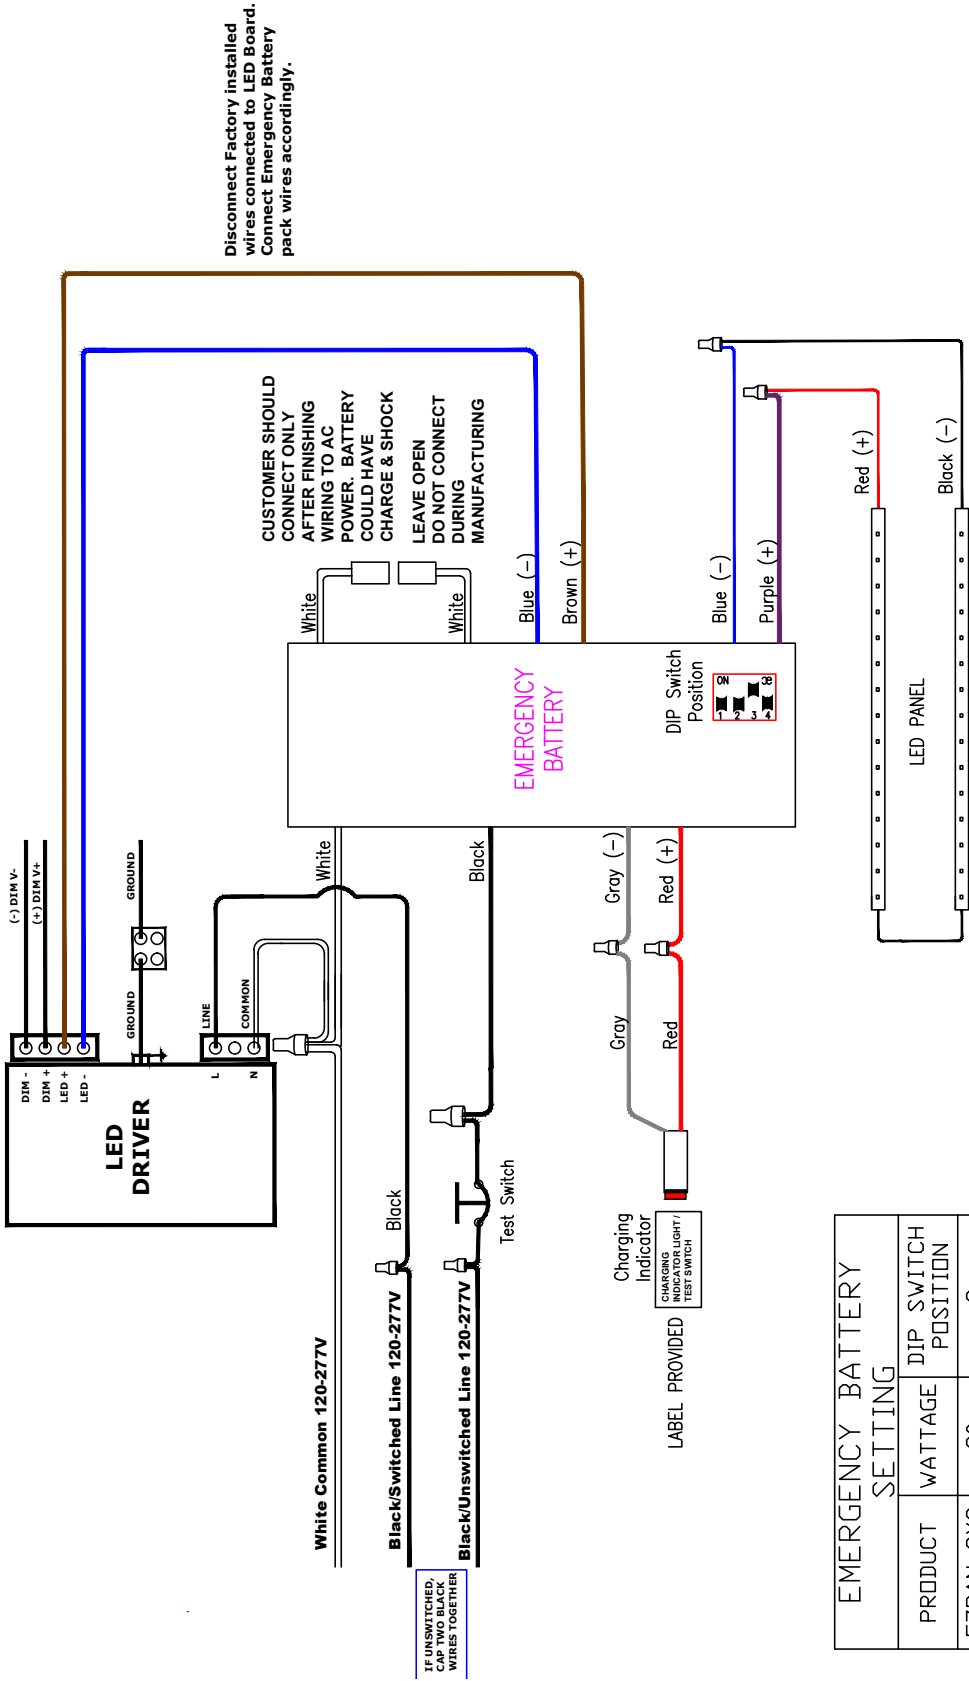 Disconnect Factory installed
wires connected to LED Board.
Connect Emergency Battery
pack wires accordingly.
(-) DIM V-
(+) DIM V+
GROUND
GROUND
LINE
COMMON
DIM -
DIM +
LED +
LED -
L
N
LED
DRIVER
CUSTOMER SHOULD
CONNECT ONLY
AFTER FINISHING
WIRING TO AC
POWER. BATTERY
COULD HAVE
CHARGE & SHOCK
LEAVE OPEN
DO NOT CONNECT
DURING
MANUFACTURING
White
White
Blue (-)
Brown (+)
Blue (-)
Purple (+)
EMERGENCY
BATTERY
DIP Switch
Position
ON
1
2
3
4
White
Black
Gray (-)
Red (+)
Gray
Red
Red (+)
Black (-)
LED PANEL
Black
Test Switch
Charging
Indicator
CHARGING
INDICATOR LIGHT /
TEST SWITCH
LABEL PROVIDED
White Common 120-277V
Black/Switched Line 120-277V
Black/Unswitched Line 120-277V
IF UNSWITCHED,
CAP TWO BLACK
WIRES TOGETHER
EMERGENCY BATTERY
SETTING
PRODUCT
WATTAGE
DIP SWITCH
POSITION